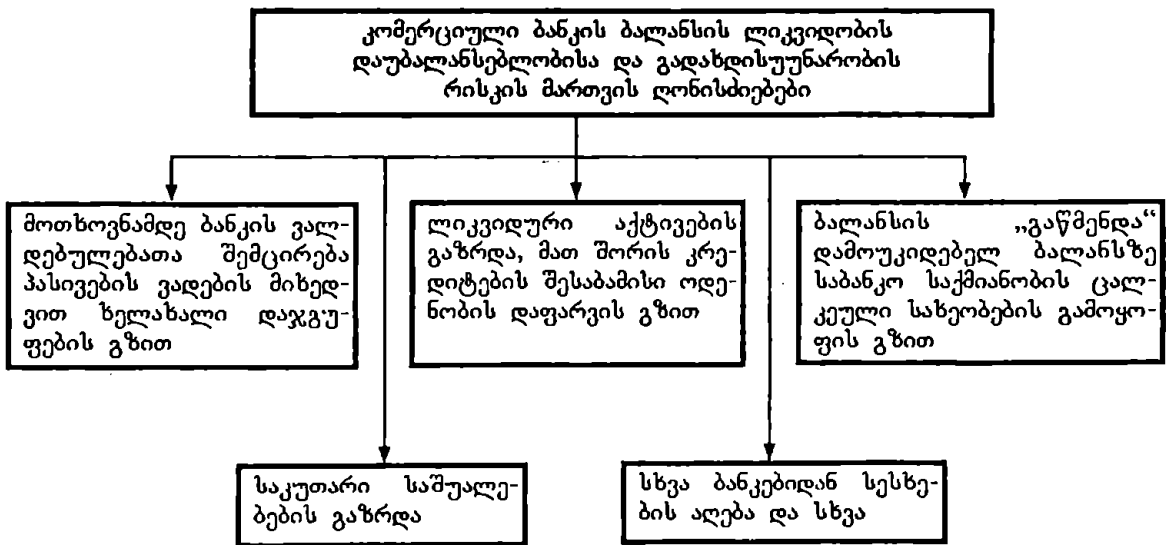 კომერციული ბანკის ბალანსის ლიკვიდობის
დაუბალანსებლობისა და გადახდისუუნარობის
რისკის მართვის ღონისძიებები
მოთხოვნამდე ბანკის ვალ-
დებულებათა შემცირება
პასივების ვადების მიხედ-
ვით ხელახალი დაჯგუ-
ფების გზით
ლიკვიდური აქტივების
გაზრდა, მათ შორის კრე-
დიტების შესაბამისი ოდე-
ნობის დაფარვის გზით
ბალანსის „გაწმენდა“
დამოუკიდებელ ბალანსზე
საბანკო საქმიანობის ცალ-
კეული სახეობების გამოყო-
ფის გზით
საკუთარი საშუალე-
ბების გაზრდა
სხვა ბანკებიდან სესხე-
ბის აღება და სხვა